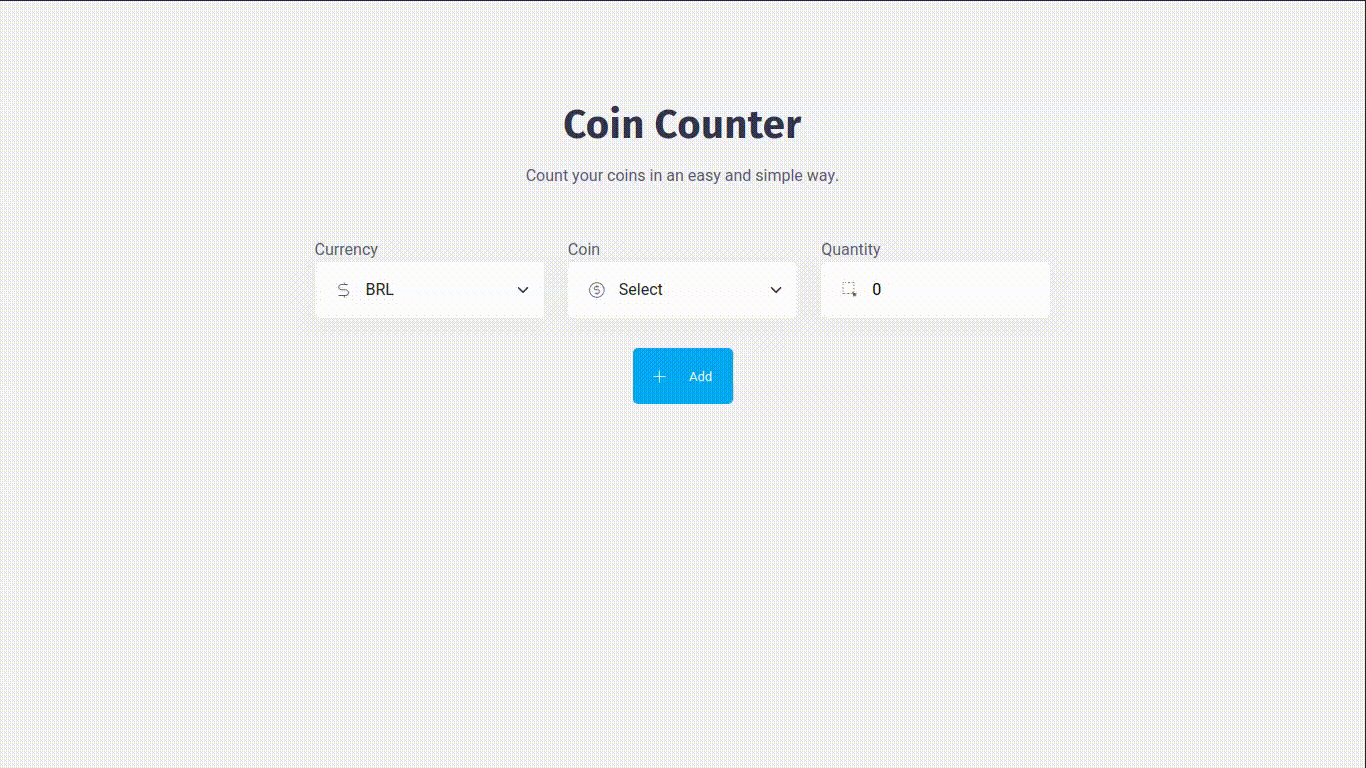 Coin Counter
Count your coins in an easy and simple way.
Currency Coin Quantity
BRL Select 0
Add